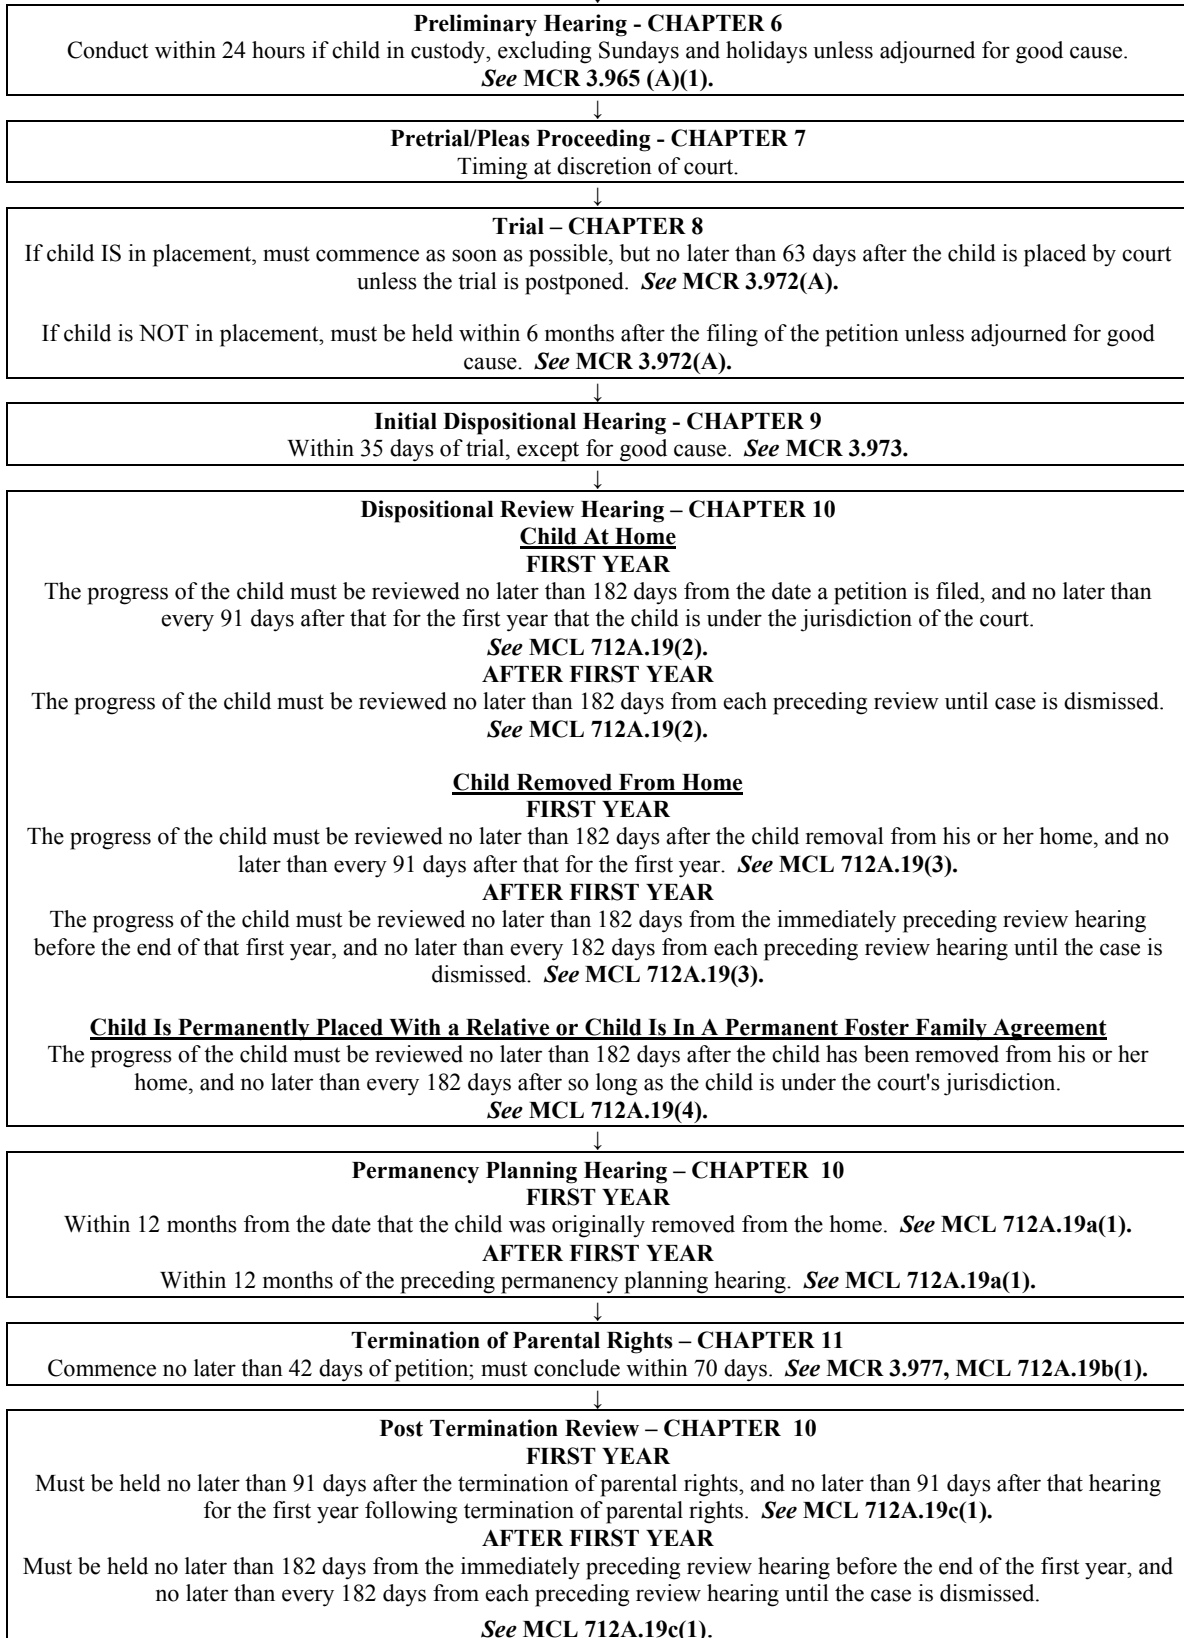 Preliminary Hearing - CHAPTER 6
Conduct within 24 hours if child in custody, excluding Sundays and holidays unless adjourned for good cause.
See MCR 3.965 (A)(1).
↓
Pretrial/Pleas Proceeding - CHAPTER 7
Timing at discretion of court.
↓
Trial – CHAPTER 8
If child IS in placement, must commence as soon as possible, but no later than 63 days after the child is placed by court
unless the trial is postponed. See MCR 3.972(A).
If child is NOT in placement, must be held within 6 months after the filing of the petition unless adjourned for good
cause. See MCR 3.972(A).
↓
Initial Dispositional Hearing - CHAPTER 9
Within 35 days of trial, except for good cause. See MCR 3.973.
↓
Dispositional Review Hearing – CHAPTER 10
Child At Home
FIRST YEAR
The progress of the child must be reviewed no later than 182 days from the date a petition is filed, and no later than
every 91 days after that for the first year that the child is under the jurisdiction of the court.
See MCL 712A.19(2).
AFTER FIRST YEAR
The progress of the child must be reviewed no later than 182 days from each preceding review until case is dismissed.
See MCL 712A.19(2).
Child Removed From Home
FIRST YEAR
The progress of the child must be reviewed no later than 182 days after the child removal from his or her home, and no
later than every 91 days after that for the first year. See MCL 712A.19(3).
AFTER FIRST YEAR
The progress of the child must be reviewed no later than 182 days from the immediately preceding review hearing
before the end of that first year, and no later than every 182 days from each preceding review hearing until the case is
dismissed. See MCL 712A.19(3).
Child Is Permanently Placed With a Relative or Child Is In A Permanent Foster Family Agreement
The progress of the child must be reviewed no later than 182 days after the child has been removed from his or her
home, and no later than every 182 days after so long as the child is under the court's jurisdiction.
See MCL 712A.19(4).
↓
Permanency Planning Hearing – CHAPTER 10
FIRST YEAR
Within 12 months from the date that the child was originally removed from the home. See MCL 712A.19a(1).
AFTER FIRST YEAR
Within 12 months of the preceding permanency planning hearing. See MCL 712A.19a(1).
↓
Termination of Parental Rights – CHAPTER 11
Commence no later than 42 days of petition; must conclude within 70 days. See MCR 3.977, MCL 712A.19b(1).
↓
Post Termination Review – CHAPTER 10
FIRST YEAR
Must be held no later than 91 days after the termination of parental rights, and no later than 91 days after that hearing
for the first year following termination of parental rights. See MCL 712A.19c(1).
AFTER FIRST YEAR
Must be held no later than 182 days from the immediately preceding review hearing before the end of the first year, and
no later than every 182 days from each preceding review hearing until the case is dismissed.
See MCL 712A.19c(1).